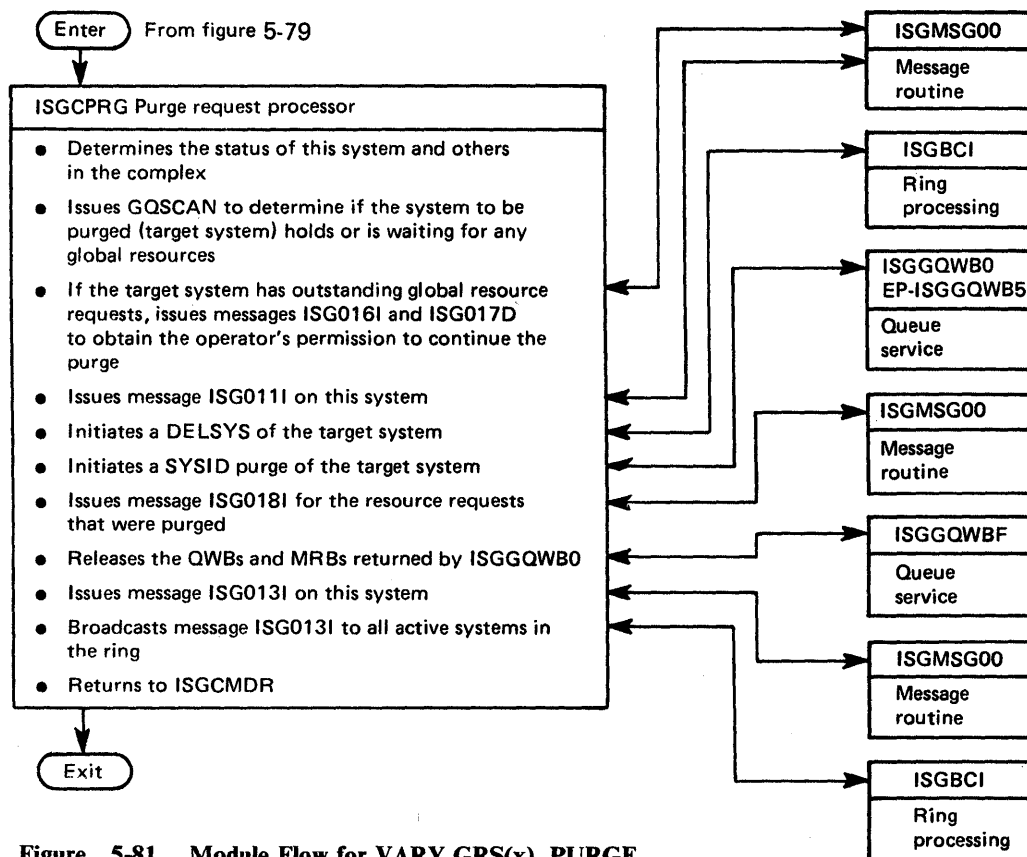 Enter From figure 5-79
ISGCPRG Purge request processor
• Determines the status of this system and others
in the complex
• Issues GQSCAN to determine if the system to be
purged (target system) holds or is waiting for any
global resources
• If the target system has outstanding global resource
requests, issues messages ISG016I and ISG017D
to obtain the operator's permission to continue the
purge
• Issues message ISG011I on this system
• Initiates a DELSYS of the target system
• Initiates a SYSID purge of the target system
• Issues message ISG018I for the resource requests
that were purged
• Releases the QWBs and MRBs returned by ISGGQWB0
• Issues message ISG013I on this system
• Broadcasts message ISG013I to all active systems in
the ring
• Returns to ISGCMDR
Exit
ISGMSG00
Message
routine
ISGBCI
Ring
processing
ISGGQWB0
EP-ISGGQWB5
Queue
service
ISGMSG00
Message
routine
ISGGQWBF
Queue
service
ISGMSG00
Message
routine
ISGBCI
Ring
processing
Figure 5-81 Module Flow for VARY GRS(x), PURGE